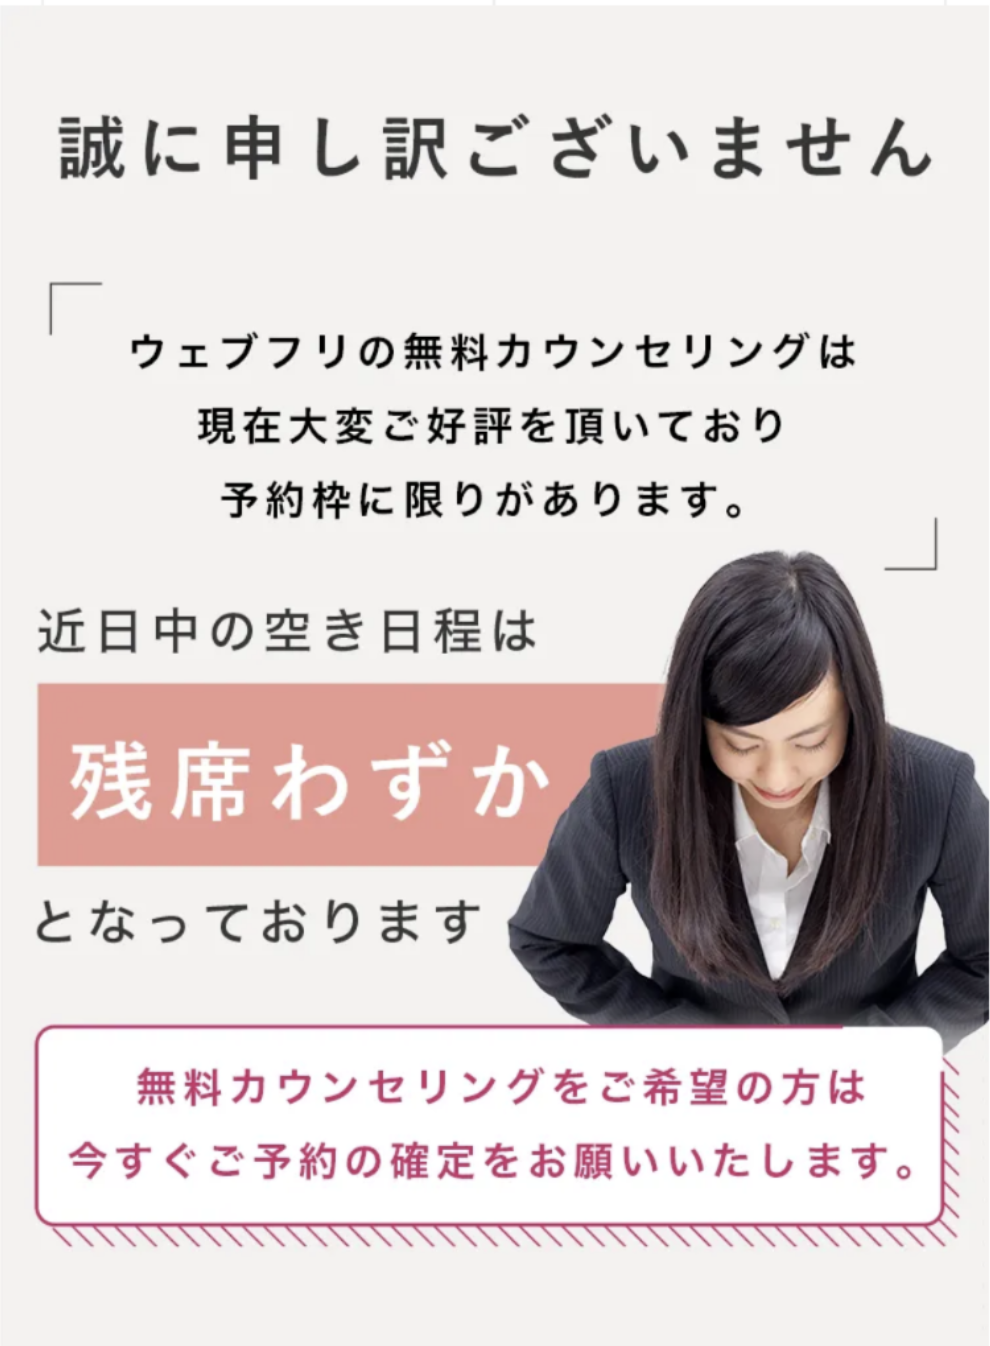 誠に申し訳ございません
ウェブフリの無料カウンセリングは
現在大変ご好評を頂いており
予約枠に限りがあります。
近日中の空き日程は
残席わずか
となっております
無料カウンセリングをご希望の方は
今すぐご予約の確定をお願いいたします。